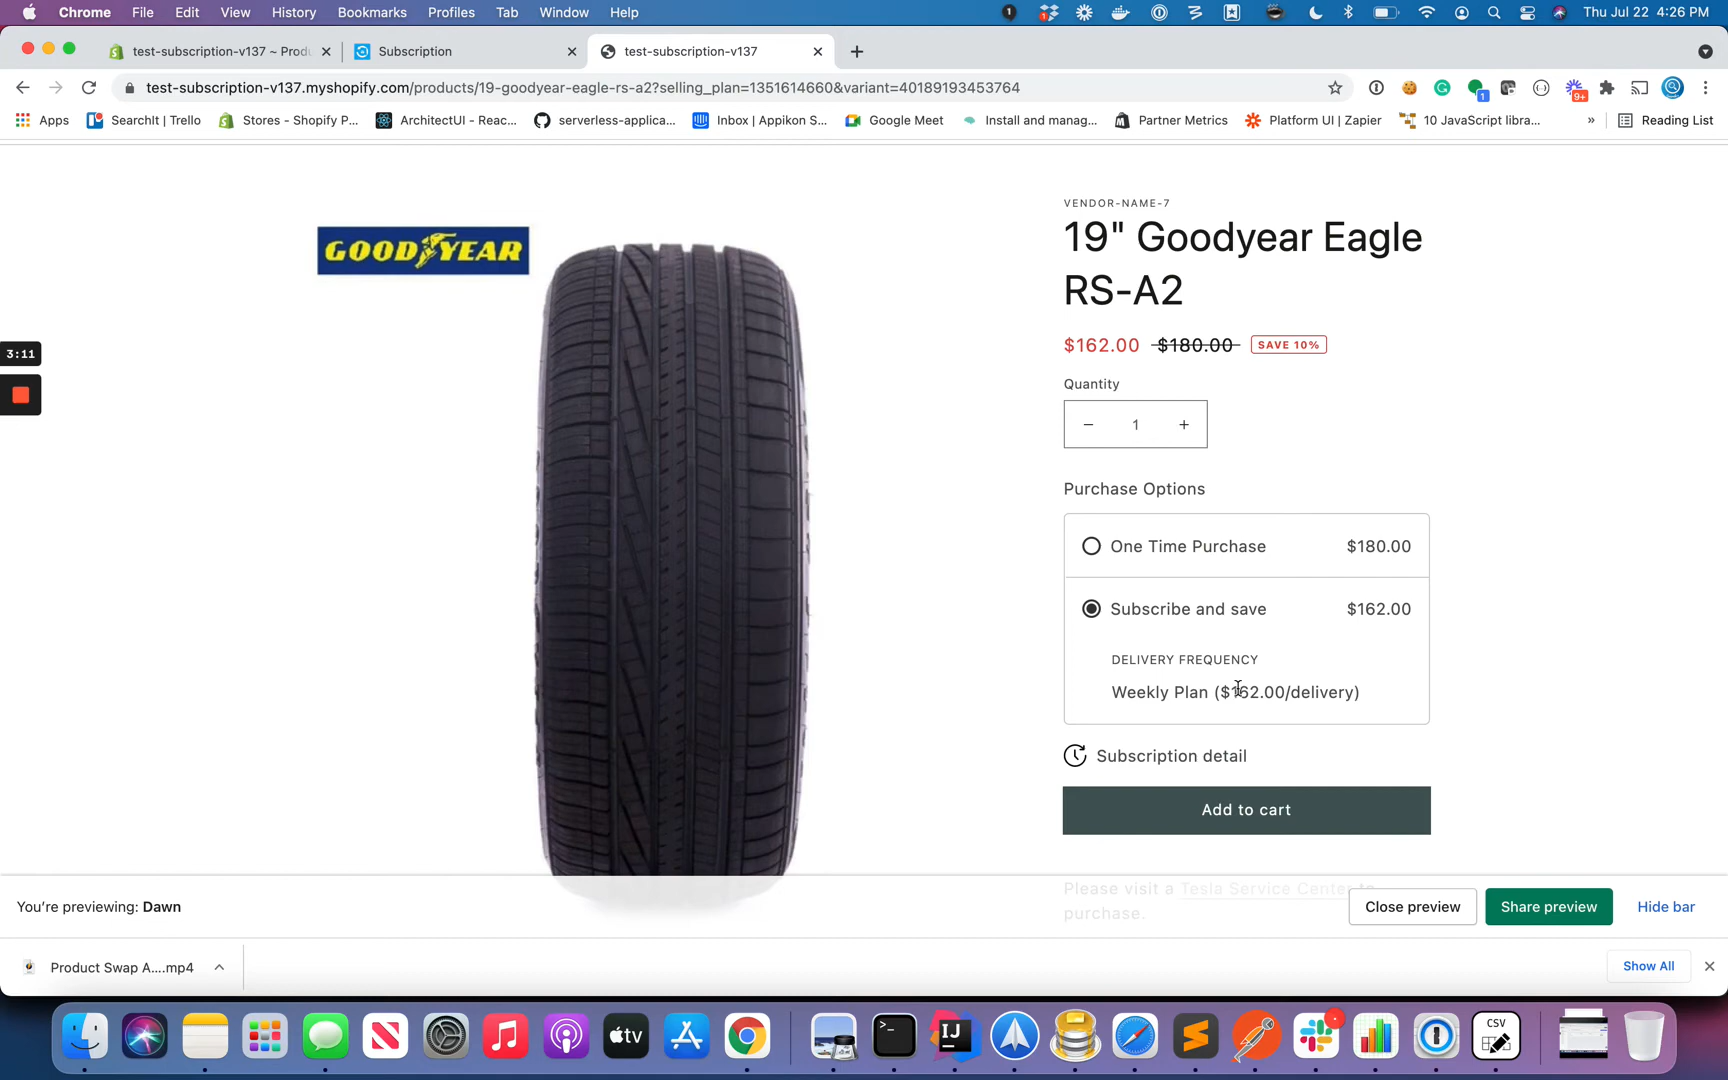 Chrome File Edit View History Bookmarks Profiles Tab Window Help
1
1
Thu Jul 22 4:26 PM
test-subscription-v137 ~ Produ
Subscription
test-subscription-v137
test-subscription-v137.myshopify.com/products/19-goodyear-eagle-rs-a2?selling_plan=1351614660&variant=40189193453764
1
9+
Apps
SearchIt | Trello
Stores - Shopify P...
ArchitectUI - Reac...
serverless-applica...
Inbox | Appikon S...
Google Meet
Install and manag...
Partner Metrics
Platform UI | Zapier
10 JavaScript libra...
»
Reading List
GOODYEAR
3:11
VENDOR-NAME-7
19" Goodyear Eagle
RS-A2
$162.00 $180.00 SAVE 10%
Quantity
− 1 +
Purchase Options
One Time Purchase $180.00
Subscribe and save $162.00
DELIVERY FREQUENCY
Weekly Plan ($162.00/delivery)
Subscription detail
Add to cart
Please visit a Tesla Service Center to
purchase.
You're previewing: Dawn
Close preview
Share preview
Hide bar
Product Swap A....mp4
Show All
tv
>_
IJ
CSV